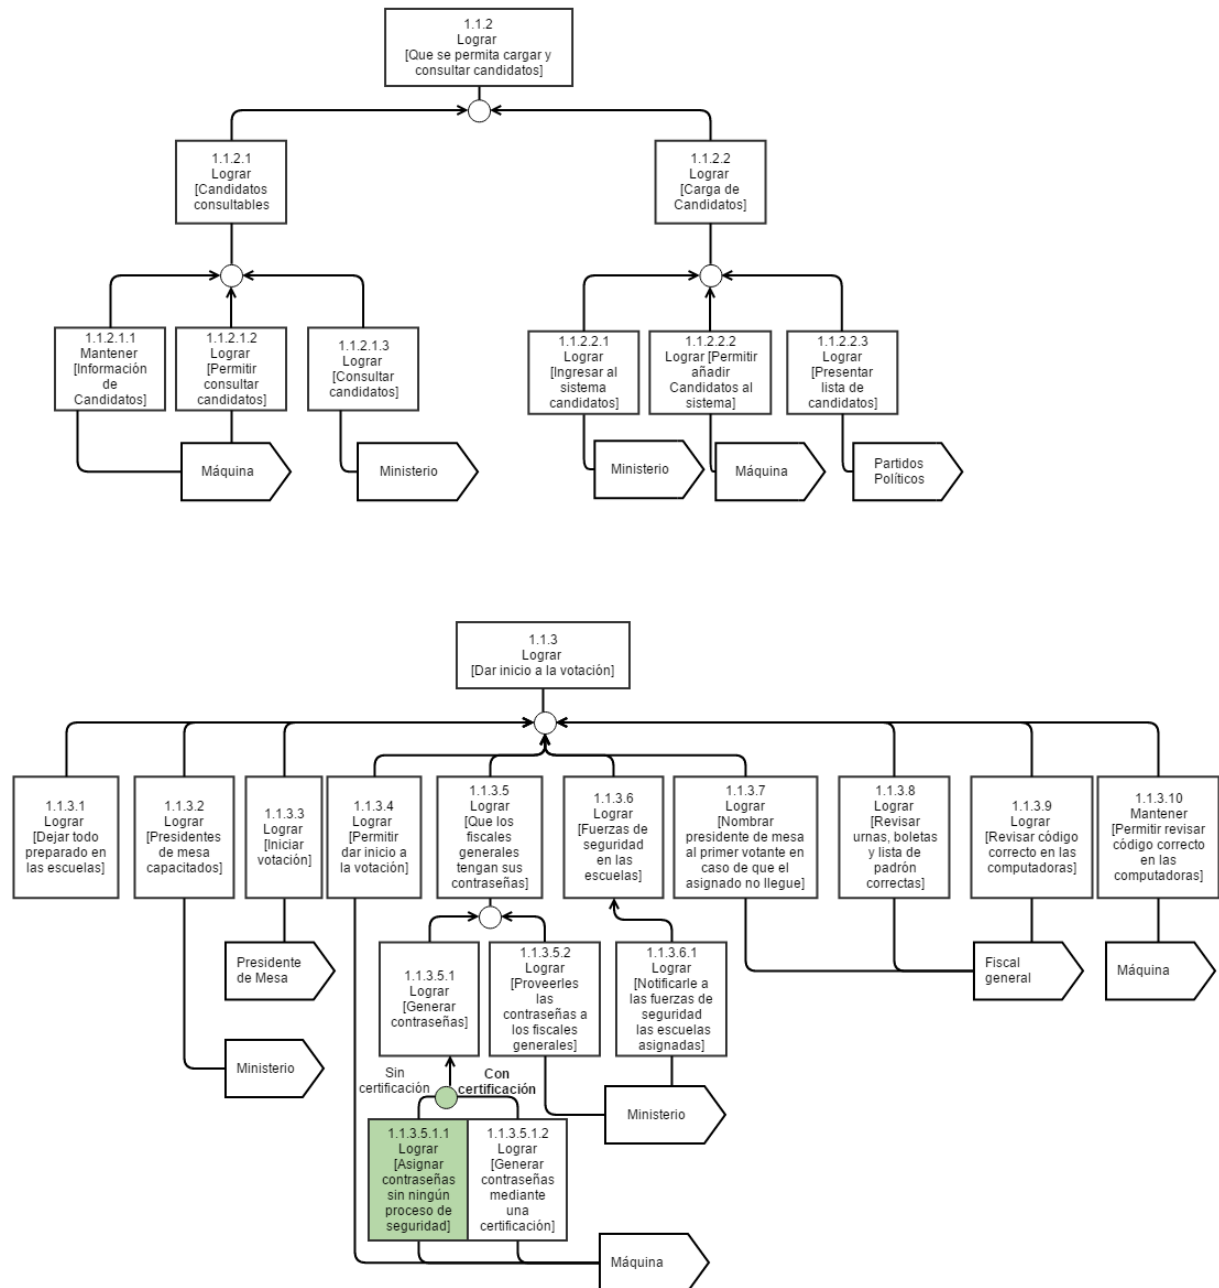 1.1.2
Lograr
[Que se permita cargar y
consultar candidatos]
1.1.2.1
Lograr
[Candidatos
consultables
1.1.2.2
Lograr
[Carga de
Candidatos]
1.1.2.1.1
Mantener
[Información
de
Candidatos]
1.1.2.1.2
Lograr
[Permitir
consultar
candidatos]
1.1.2.1.3
Lograr
[Consultar
candidatos]
1.1.2.2.1
Lograr
[Ingresar al
sistema
candidatos]
1.1.2.2.2
Lograr [Permitir
añadir
Candidatos al
sistema]
1.1.2.2.3
Lograr
[Presentar
lista de
candidatos]
Máquina
Ministerio
Ministerio
Máquina
Partidos
Políticos
1.1.3
Lograr
[Dar inicio a la votación]
1.1.3.1
Lograr
[Dejar todo
preparado en
las escuelas]
1.1.3.2
Lograr
[Presidentes
de mesa
capacitados]
1.1.3.3
Lograr
[Iniciar
votación]
1.1.3.4
Lograr
[Permitir
dar inicio a
la votación]
1.1.3.5
Lograr
[Que los
fiscales
generales
tengan sus
contraseñas]
1.1.3.6
Lograr
[Fuerzas de
seguridad
en las
escuelas]
1.1.3.7
Lograr
[Nombrar
presidente de mesa
al primer votante en
caso de que el
asignado no llegue]
1.1.3.8
Lograr
[Revisar
urnas, boletas
y lista de
padrón
correctas]
1.1.3.9
Lograr
[Revisar código
correcto en las
computadoras]
1.1.3.10
Mantener
[Permitir revisar
código correcto
en las
computadoras]
Presidente
de Mesa
1.1.3.5.1
Lograr
[Generar
contraseñas]
1.1.3.5.2
Lograr
[Proveerles
las
contraseñas a
los fiscales
generales]
1.1.3.6.1
Lograr
[Notificarle a
las fuerzas de
seguridad
las escuelas
asignadas]
Fiscal
general
Máquina
Ministerio
Sin
certificación
Con
certificación
Ministerio
1.1.3.5.1.1
Lograr
[Asignar
contraseñas
sin ningún
proceso de
seguridad]
1.1.3.5.1.2
Lograr
[Generar
contraseñas
mediante
una
certificación]
Máquina